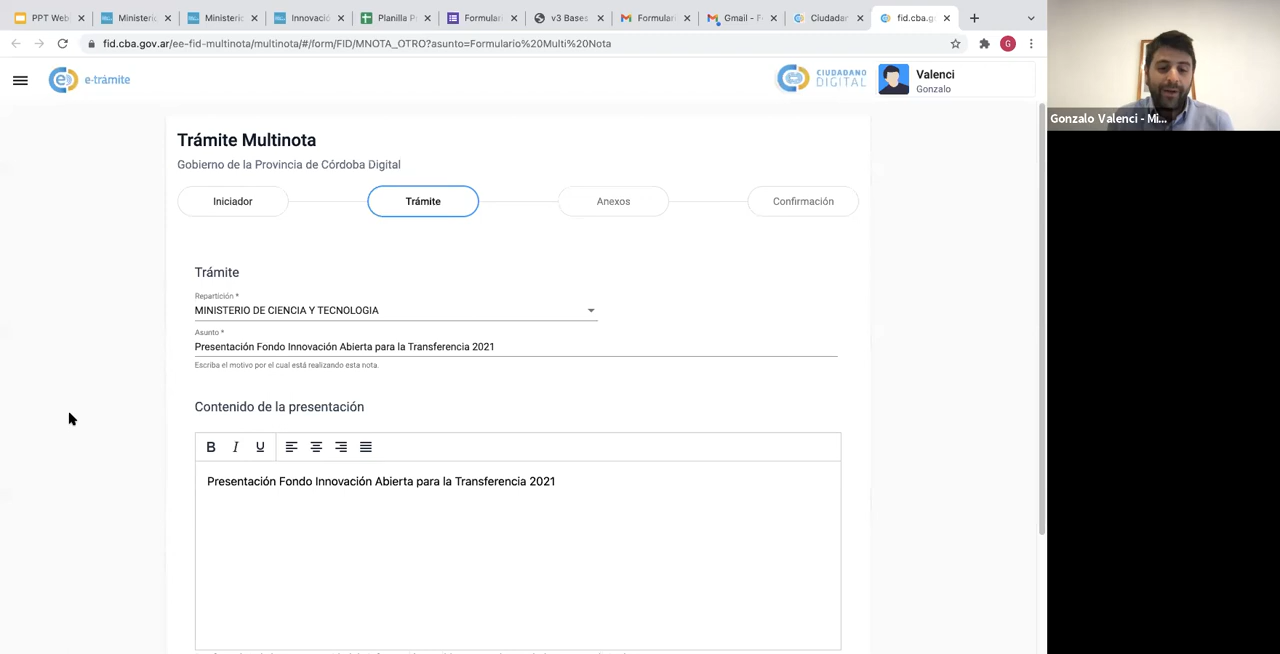 PPT Web
Ministerio
Ministerio
Innovació
Planilla P
Formular
v3 Bases
Formular
Gmail - F
Ciudadan
fid.cba.go
fid.cba.gov.ar/ee-fid-multinota/multinota/#/form/FID/MNOTA_OTRO?asunto=Formulario%20Multi%20Nota
G
e-trámite
CIUDADANO
DIGITAL
Valenci
Gonzalo
Gonzalo Valenci - Mi...
Trámite Multinota
Gobierno de la Provincia de Córdoba Digital
Iniciador
Trámite
Anexos
Confirmación
Trámite
Repartición *
MINISTERIO DE CIENCIA Y TECNOLOGIA
Asunto *
Presentación Fondo Innovación Abierta para la Transferencia 2021
Escriba el motivo por el cual está realizando esta nota.
Contenido de la presentación
B I U
Presentación Fondo Innovación Abierta para la Transferencia 2021